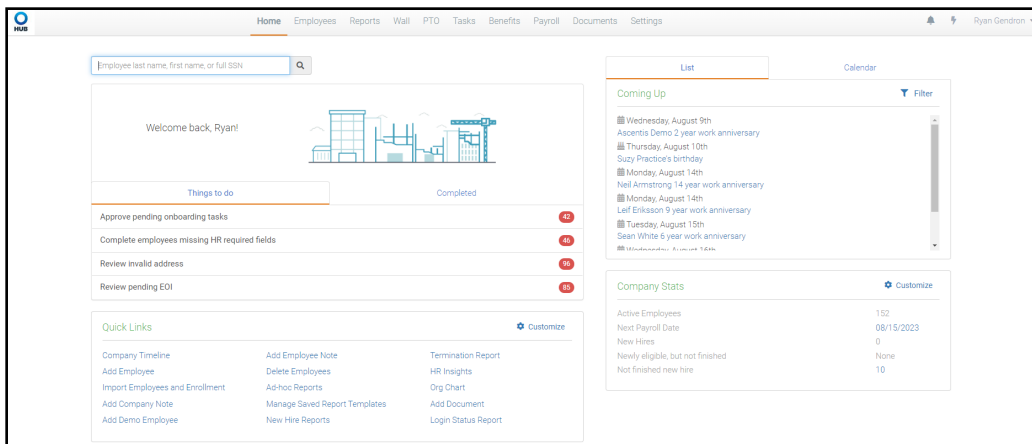 HUB
Home Employees Reports Wall PTO Tasks Benefits Payroll Documents Settings
Ryan Gendron
Employee last name, first name, or full SSN
Welcome back, Ryan!
Things to do Completed
Approve pending onboarding tasks 42
Complete employees missing HR required fields 46
Review invalid address 96
Review pending EOI 85
Quick Links Customize
Company Timeline Add Employee Note Termination Report
Add Employee Delete Employees HR Insights
Import Employees and Enrollment Ad-hoc Reports Org Chart
Add Company Note Manage Saved Report Templates Add Document
Add Demo Employee New Hire Reports Login Status Report
List Calendar
Coming Up Filter
Wednesday, August 9th
Ascentis Demo 2 year work anniversary
Thursday, August 10th
Suzy Practice's birthday
Monday, August 14th
Neil Armstrong 14 year work anniversary
Monday, August 14th
Leif Eriksson 9 year work anniversary
Tuesday, August 15th
Sean White 6 year work anniversary
Wednesday, August 16th
Company Stats Customize
Active Employees 152
Next Payroll Date 08/15/2023
New Hires 0
Newly eligible, but not finished None
Not finished new hire 10